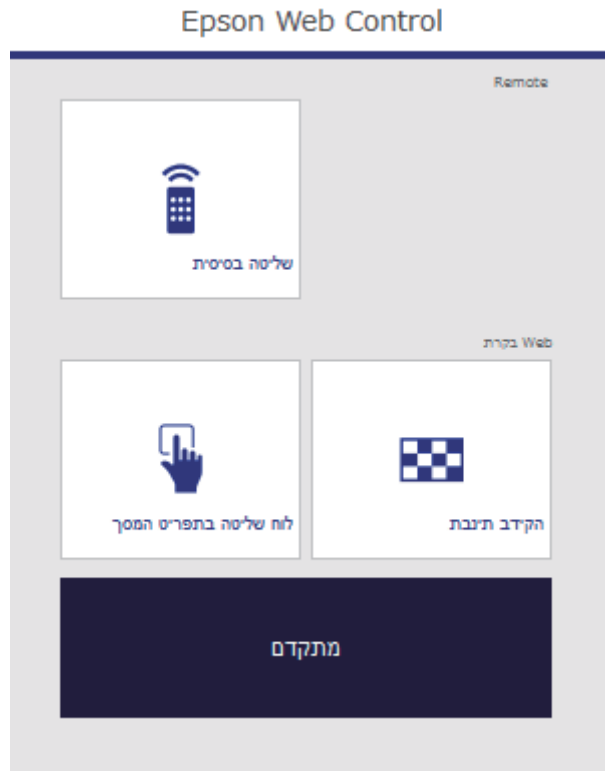 Epson Web Control
Remote
שליטה בסיסית
בקרת Web
הקידב תינבת
לוח שליטה בתפריט המסך
מתקדם